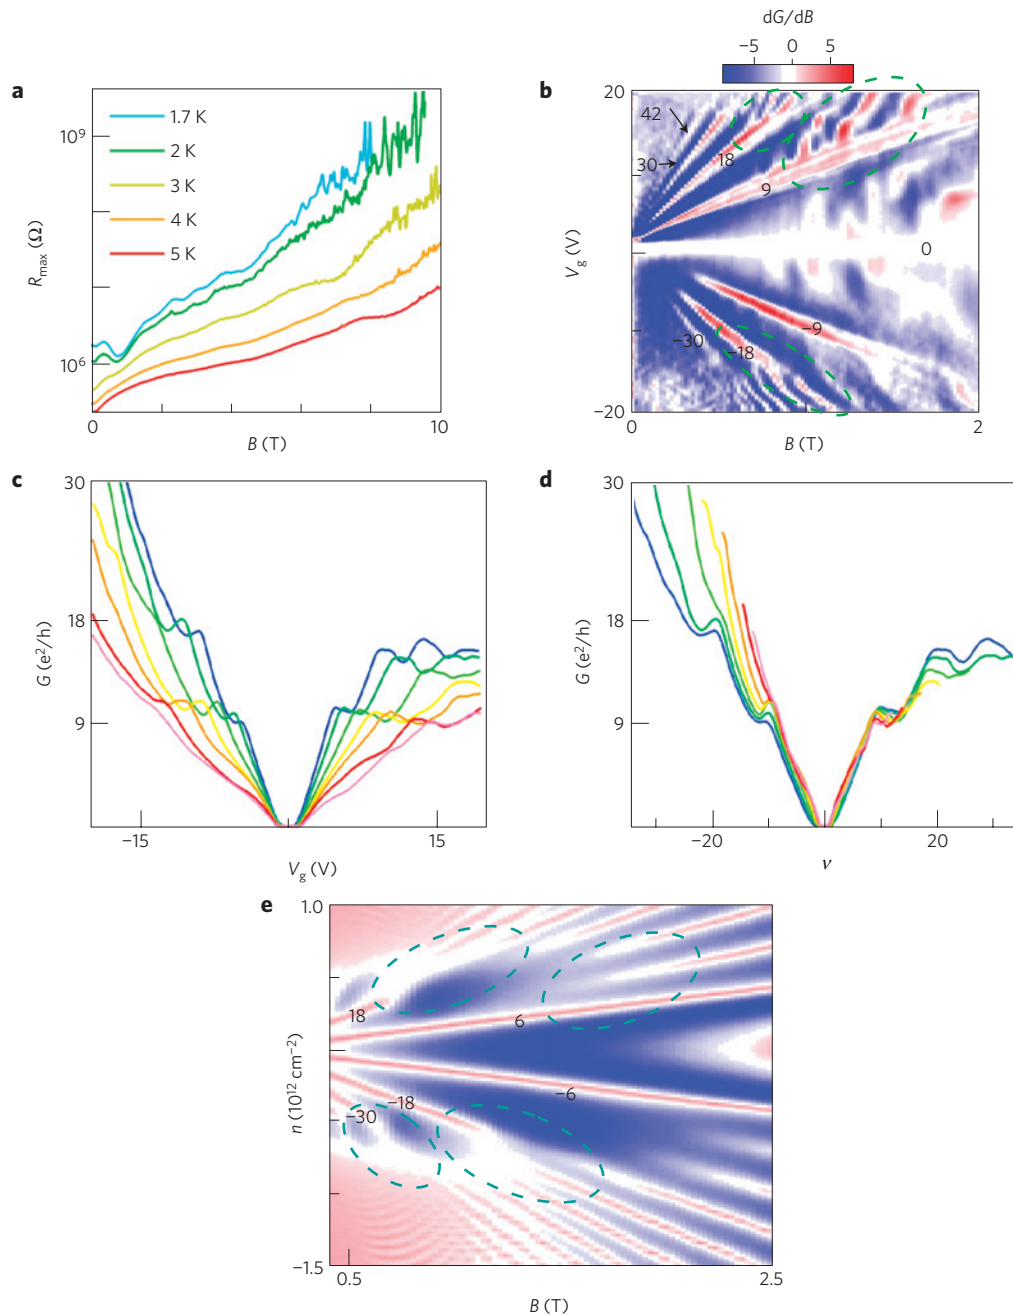 a
1.7 K
2 K
3 K
4 K
5 K
10⁹
10⁶
R_max (Ω)
0
10
B (T)
dG/dB
−5 0 5
b
20
−20
V_g (V)
42
30
18
9
0
−9
−18
−30
0
2
B (T)
c
30
18
9
G (e²/h)
−15
15
V_g (V)
d
30
18
9
G (e²/h)
−20
20
ν
e
1.0
−1.5
n (10¹² cm⁻²)
18
6
−6
−18
−30
0.5
2.5
B (T)